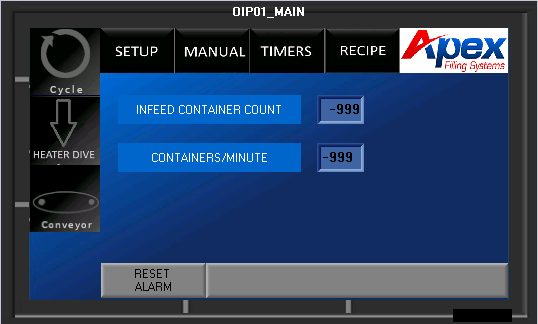 OIP01_MAIN
SETUP MANUAL TIMERS RECIPE Apex
Filling Systems
Cycle
INFEED CONTAINER COUNT -999
HEATER DIVE
CONTAINERS/MINUTE -999
Conveyor
RESET
ALARM